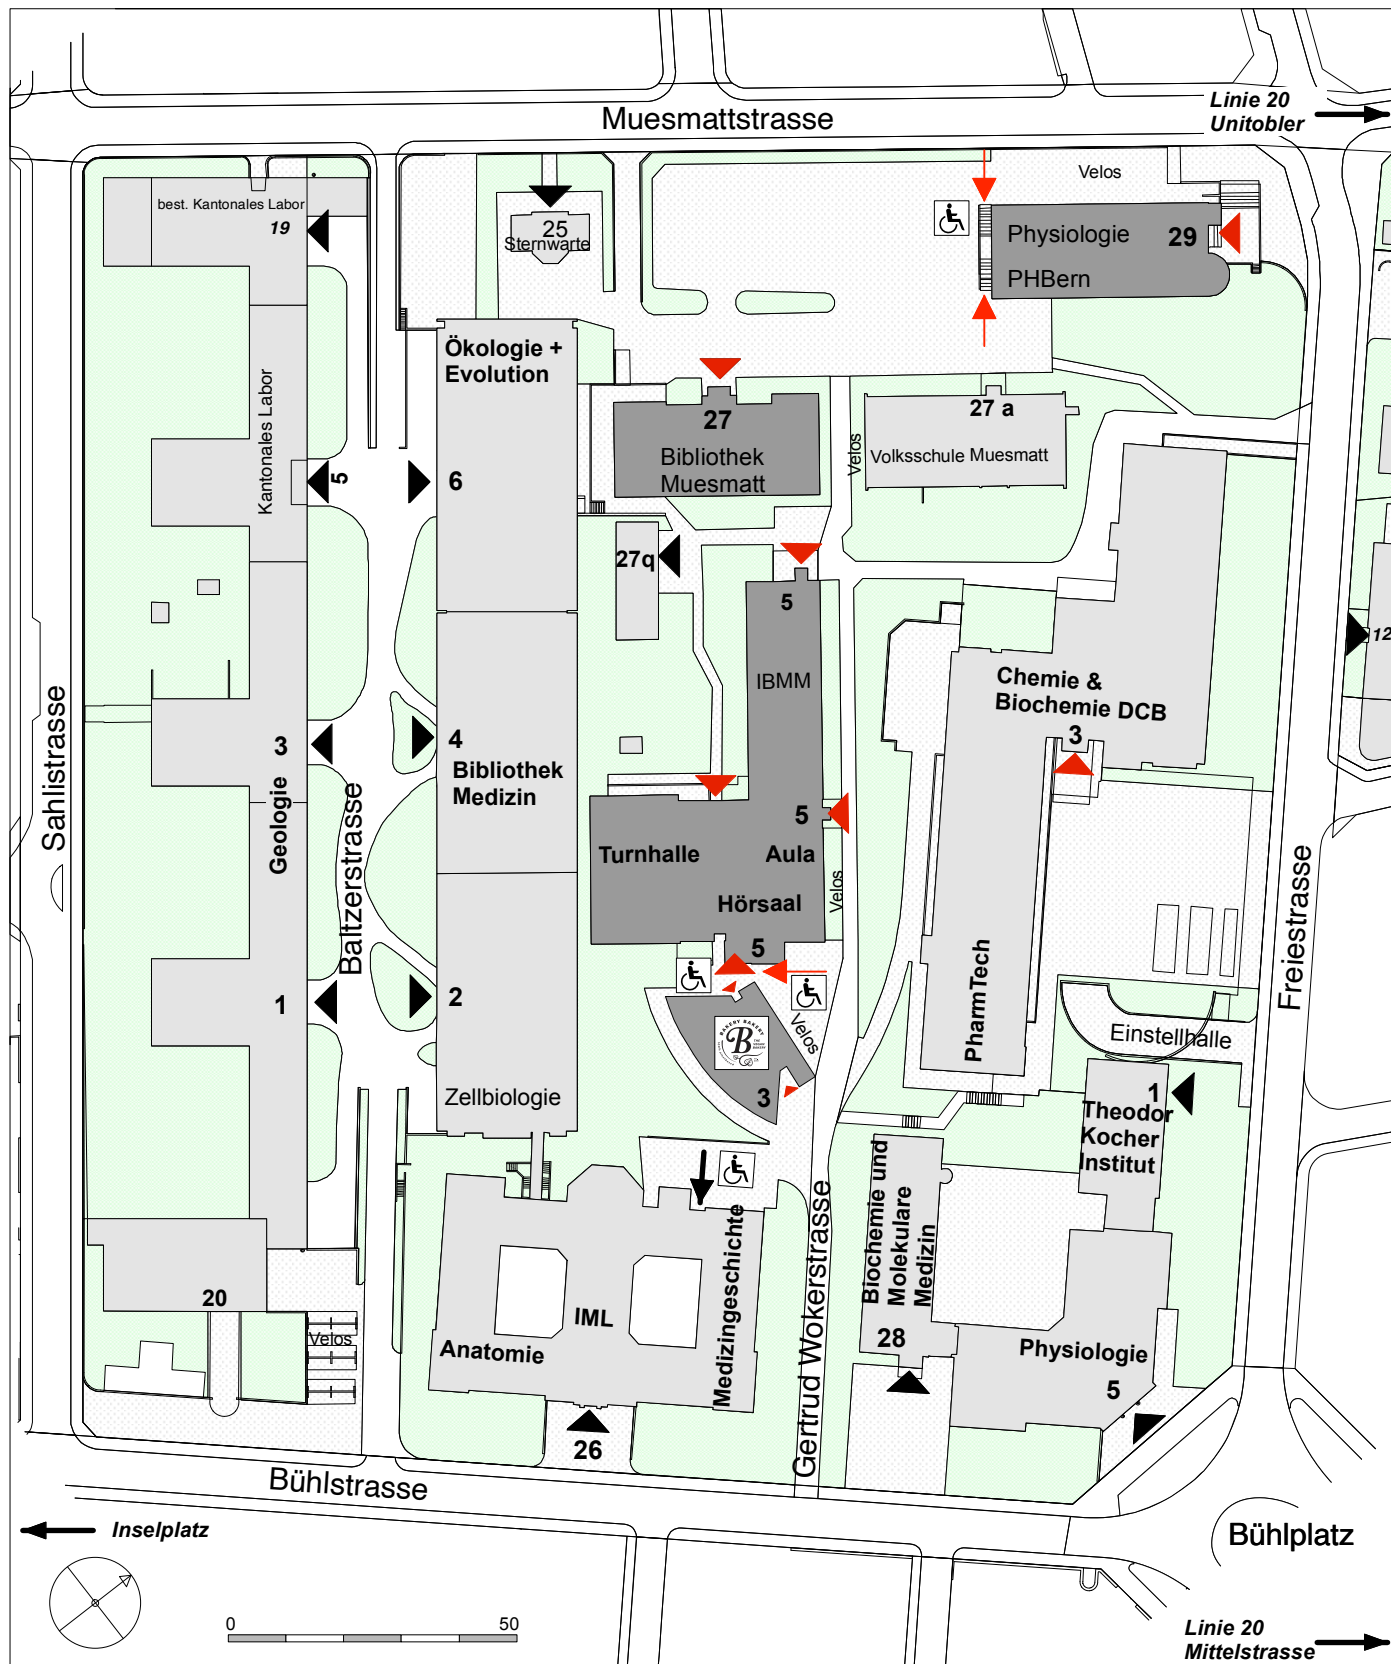 Linie 20
Unitobler
Muesmattstrasse
Velos
best. Kantonales Labor
19
25
Sternwarte
Physiologie
29
PHBern
Ökologie +
Evolution
27
Bibliothek
Muesmatt
27 a
Volksschule Muesmatt
Velos
Kantonales Labor
5
6
27q
5
IBMM
12
Chemie &
Biochemie DCB
3
Sahlistrasse
3
Geologie
Baltzerstrasse
4
Bibliothek
Medizin
5
Turnhalle
Aula
Hörsaal
5
Velos
Freiestrasse
1
2
PharmTech
Einstellhalle
BAKERY BAKERY
B
Velos
3
Zellbiologie
1
Theodor
Kocher
Institut
Biochemie und
Molekulare
Medizin
28
Medizingeschichte
Gertrud Wokerstrasse
20
Velos
IML
Anatomie
Physiologie
5
26
Bühlstrasse
Inselplatz
Bühlplatz
0
50
Linie 20
Mittelstrasse